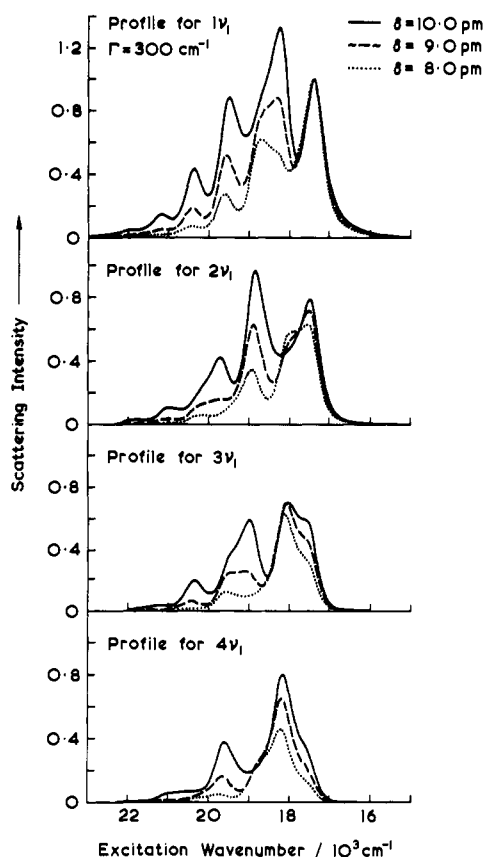 Profile for 1ν₁
Γ=300 cm⁻¹
δ=10·0 pm
δ= 9·0 pm
δ= 8·0 pm
1·2
0·8
0·4
0
Profile for 2ν₁
0·8
0·4
0
Profile for 3ν₁
0·8
0·4
0
Profile for 4ν₁
0·8
0·4
0
22 20 18 16
Scattering Intensity
Excitation Wavenumber / 10³cm⁻¹